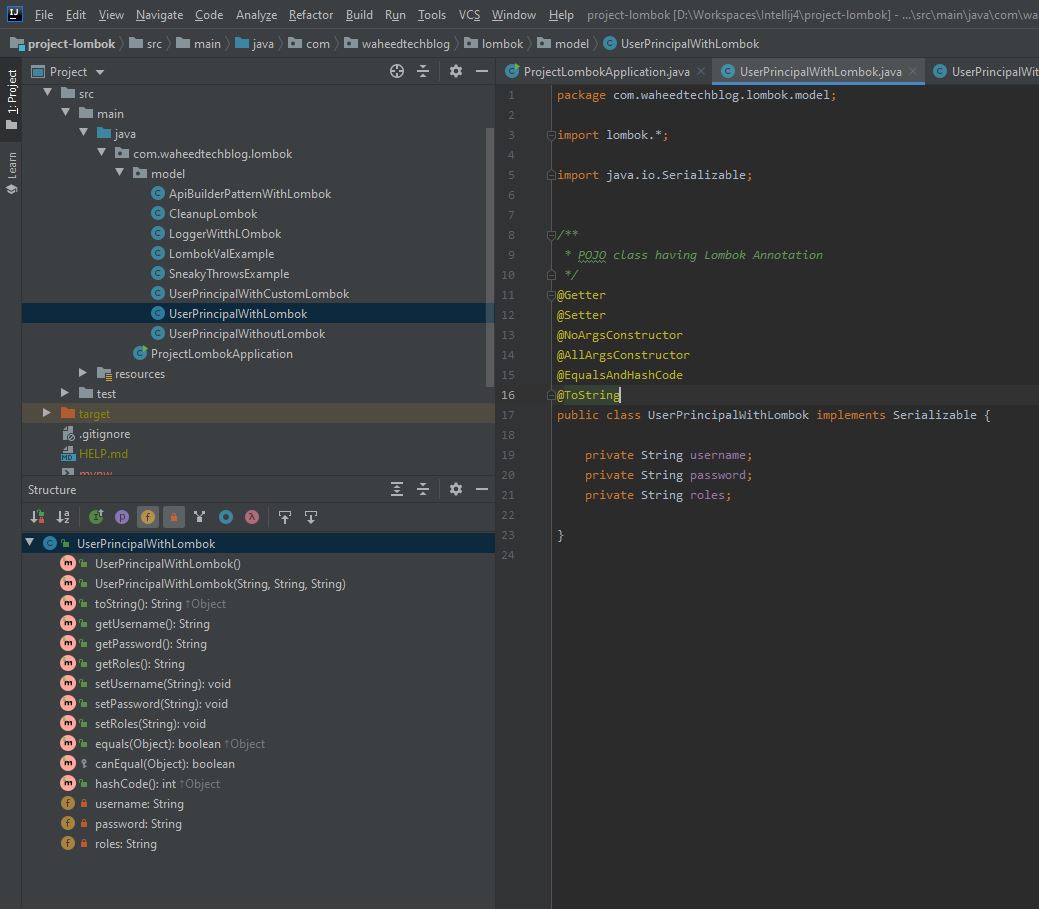 File Edit View Navigate Code Analyze Refactor Build Run Tools VCS Window Help project-lombok [D:\Workspaces\Intellij4\project-lombok] - ...\src\main\java\com\wa
project-lombok src main java com waheedtechblog lombok model UserPrincipalWithLombok
1: Project
Learn
Project
src
main
java
com.waheedtechblog.lombok
model
ApiBuilderPatternWithLombok
CleanupLombok
LoggerWitthLOmbok
LombokValExample
SneakyThrowsExample
UserPrincipalWithCustomLombok
UserPrincipalWithLombok
UserPrincipalWithoutLombok
ProjectLombokApplication
resources
test
target
.gitignore
HELP.md
mvnw
Structure
UserPrincipalWithLombok
UserPrincipalWithLombok()
UserPrincipalWithLombok(String, String, String)
toString(): String ↑Object
getUsername(): String
getPassword(): String
getRoles(): String
setUsername(String): void
setPassword(String): void
setRoles(String): void
equals(Object): boolean ↑Object
canEqual(Object): boolean
hashCode(): int ↑Object
username: String
password: String
roles: String
ProjectLombokApplication.java UserPrincipalWithLombok.java UserPrincipalWit
1 package com.waheedtechblog.lombok.model;
2
3 import lombok.*;
4
5 import java.io.Serializable;
6
7
8 /**
9 * POJO class having Lombok Annotation
10 */
11 @Getter
12 @Setter
13 @NoArgsConstructor
14 @AllArgsConstructor
15 @EqualsAndHashCode
16 @ToString
17 public class UserPrincipalWithLombok implements Serializable {
18
19 private String username;
20 private String password;
21 private String roles;
22
23 }
24